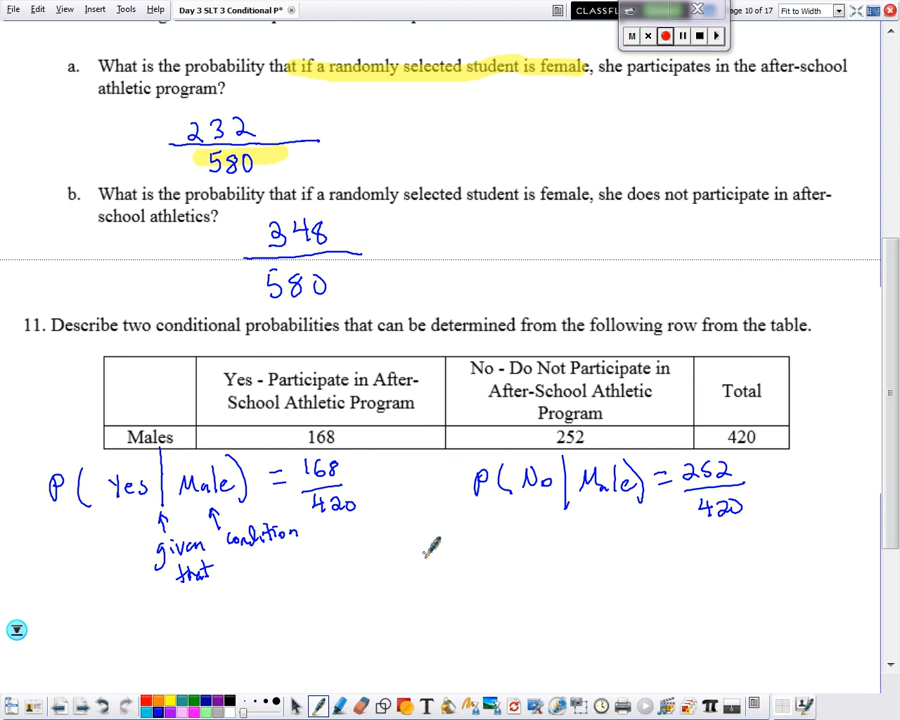 File Edit View Insert Tools Help
Day 3 SLT 3 Conditional P*
CLASSFL
Page 10 of 17
Fit to Width
M
a. What is the probability that if a randomly selected student is female, she participates in the after-school
athletic program?
232
580
b. What is the probability that if a randomly selected student is female, she does not participate in after-
school athletics?
348
580
11. Describe two conditional probabilities that can be determined from the following row from the table.
Yes - Participate in After-
School Athletic Program
No - Do Not Participate in
After-School Athletic
Program
Total
Males 168 252 420
P( Yes | Male) = 168/420
P( No | Male) = 252/420
given
that
condition